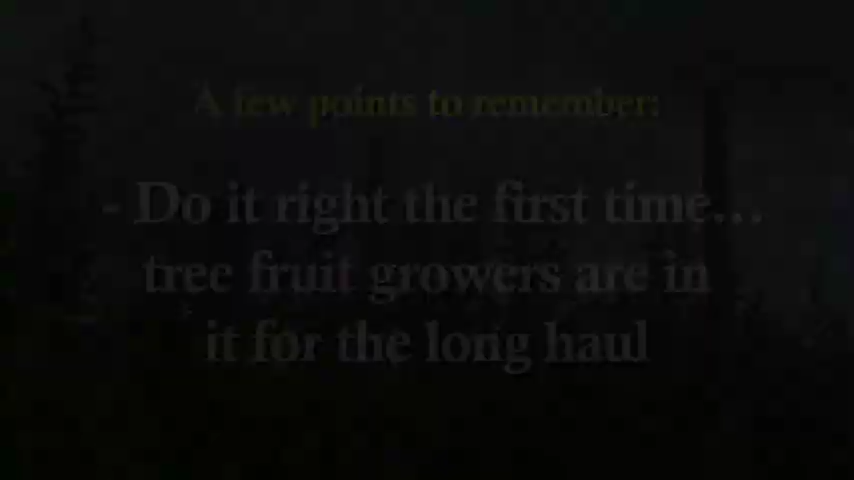 A few points to remember:
- Do it right the first time...
tree fruit growers are in
it for the long haul